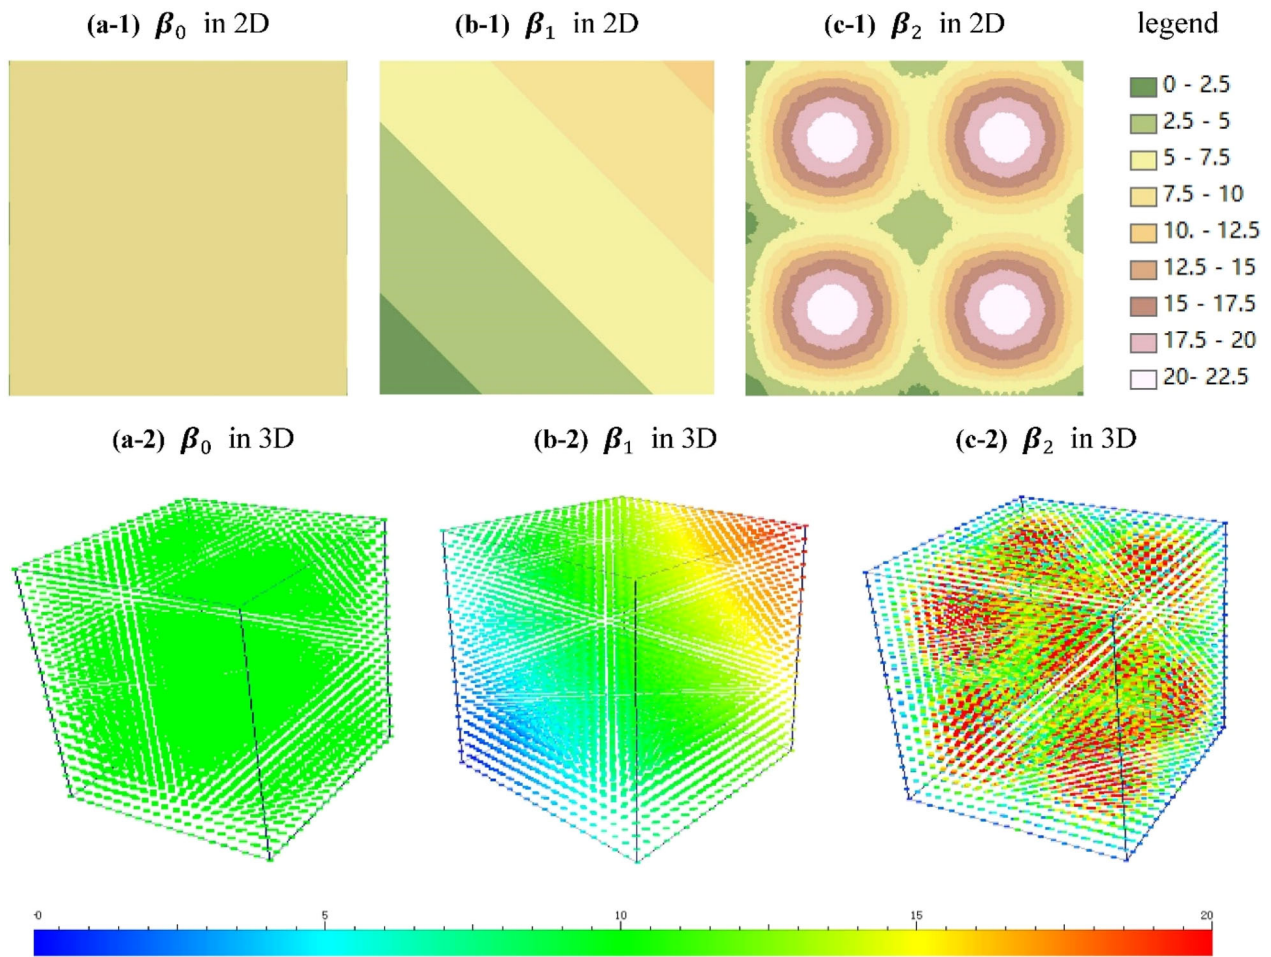 (a-1) β₀ in 2D
(b-1) β₁ in 2D
(c-1) β₂ in 2D
legend
0 - 2.5
2.5 - 5
5 - 7.5
7.5 - 10
10. - 12.5
12.5 - 15
15 - 17.5
17.5 - 20
20- 22.5
(a-2) β₀ in 3D
(b-2) β₁ in 3D
(c-2) β₂ in 3D
0 5 10 15 20